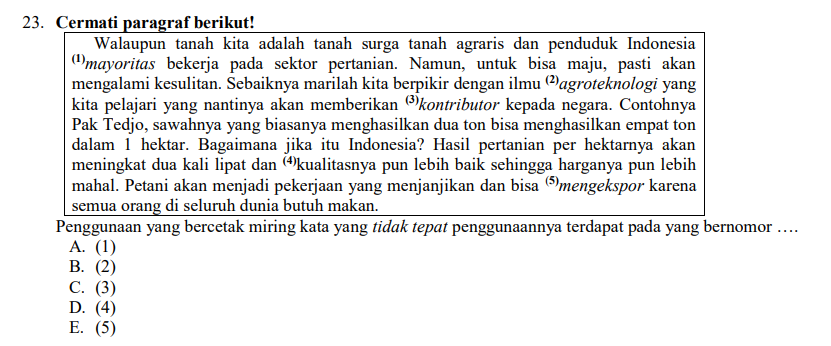 23. Cermati paragraf berikut!
Walaupun tanah kita adalah tanah surga tanah agraris dan penduduk Indonesia
(1)mayoritas bekerja pada sektor pertanian. Namun, untuk bisa maju, pasti akan
mengalami kesulitan. Sebaiknya marilah kita berpikir dengan ilmu (2)agroteknologi yang
kita pelajari yang nantinya akan memberikan (3)kontributor kepada negara. Contohnya
Pak Tedjo, sawahnya yang biasanya menghasilkan dua ton bisa menghasilkan empat ton
dalam 1 hektar. Bagaimana jika itu Indonesia? Hasil pertanian per hektarnya akan
meningkat dua kali lipat dan (4)kualitasnya pun lebih baik sehingga harganya pun lebih
mahal. Petani akan menjadi pekerjaan yang menjanjikan dan bisa (5)mengekspor karena
semua orang di seluruh dunia butuh makan.
Penggunaan yang bercetak miring kata yang tidak tepat penggunaannya terdapat pada yang bernomor ….
A. (1)
B. (2)
C. (3)
D. (4)
E. (5)